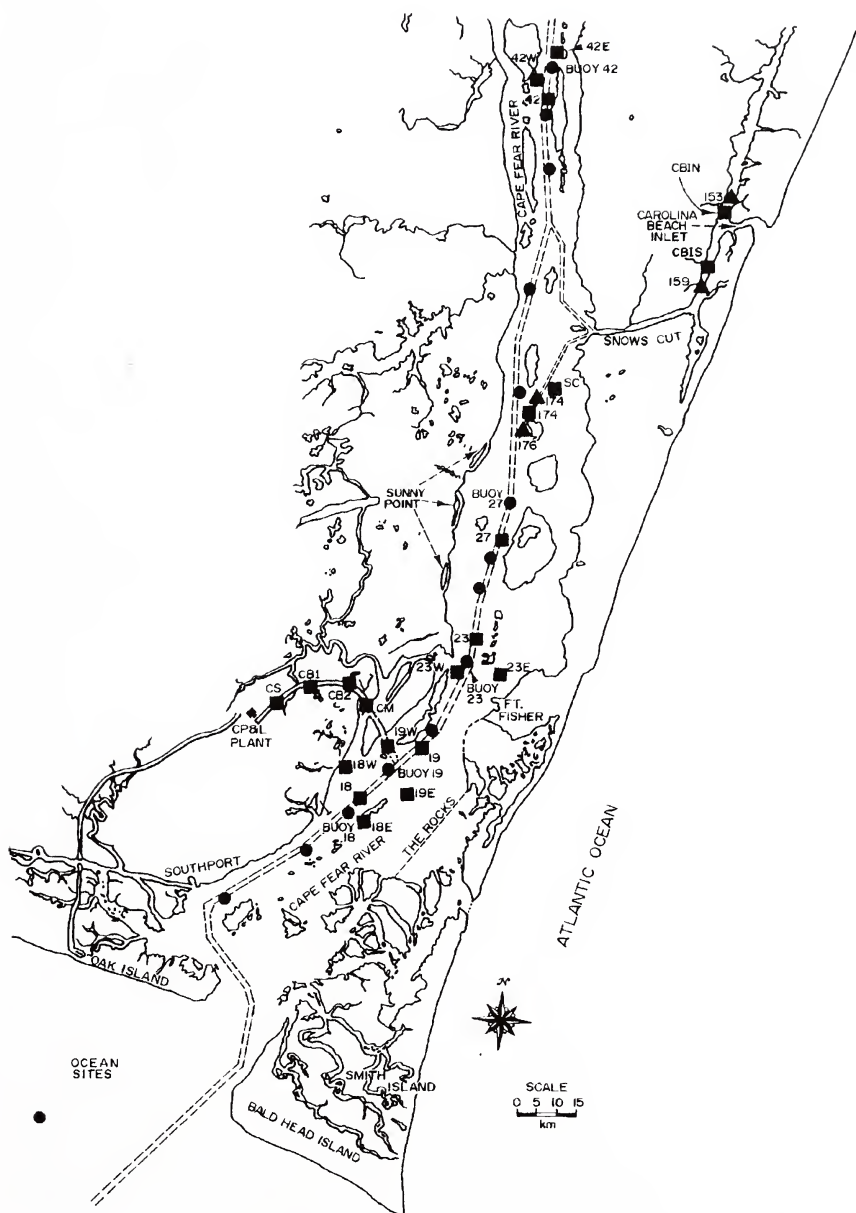 42E
42W
BUOY 42
42
CAPE FEAR RIVER
CBIN
153
CAROLINA
BEACH
INLET
CBIS
159
SNOWS CUT
SC
174
174
176
SUNNY
POINT
BUOY
27
27
23
23W
23E
BUOY
23
FT.
FISHER
CS
CB1
CB2
CM
CP&L
PLANT
19W
19
18W
BUOY 19
18
19E
BUOY
18
18E
THE ROCKS
SOUTHPORT
CAPE FEAR RIVER
ATLANTIC OCEAN
OAK ISLAND
N
OCEAN
SITES
SMITH
ISLAND
SCALE
0 5 10 15
km
BALD HEAD ISLAND